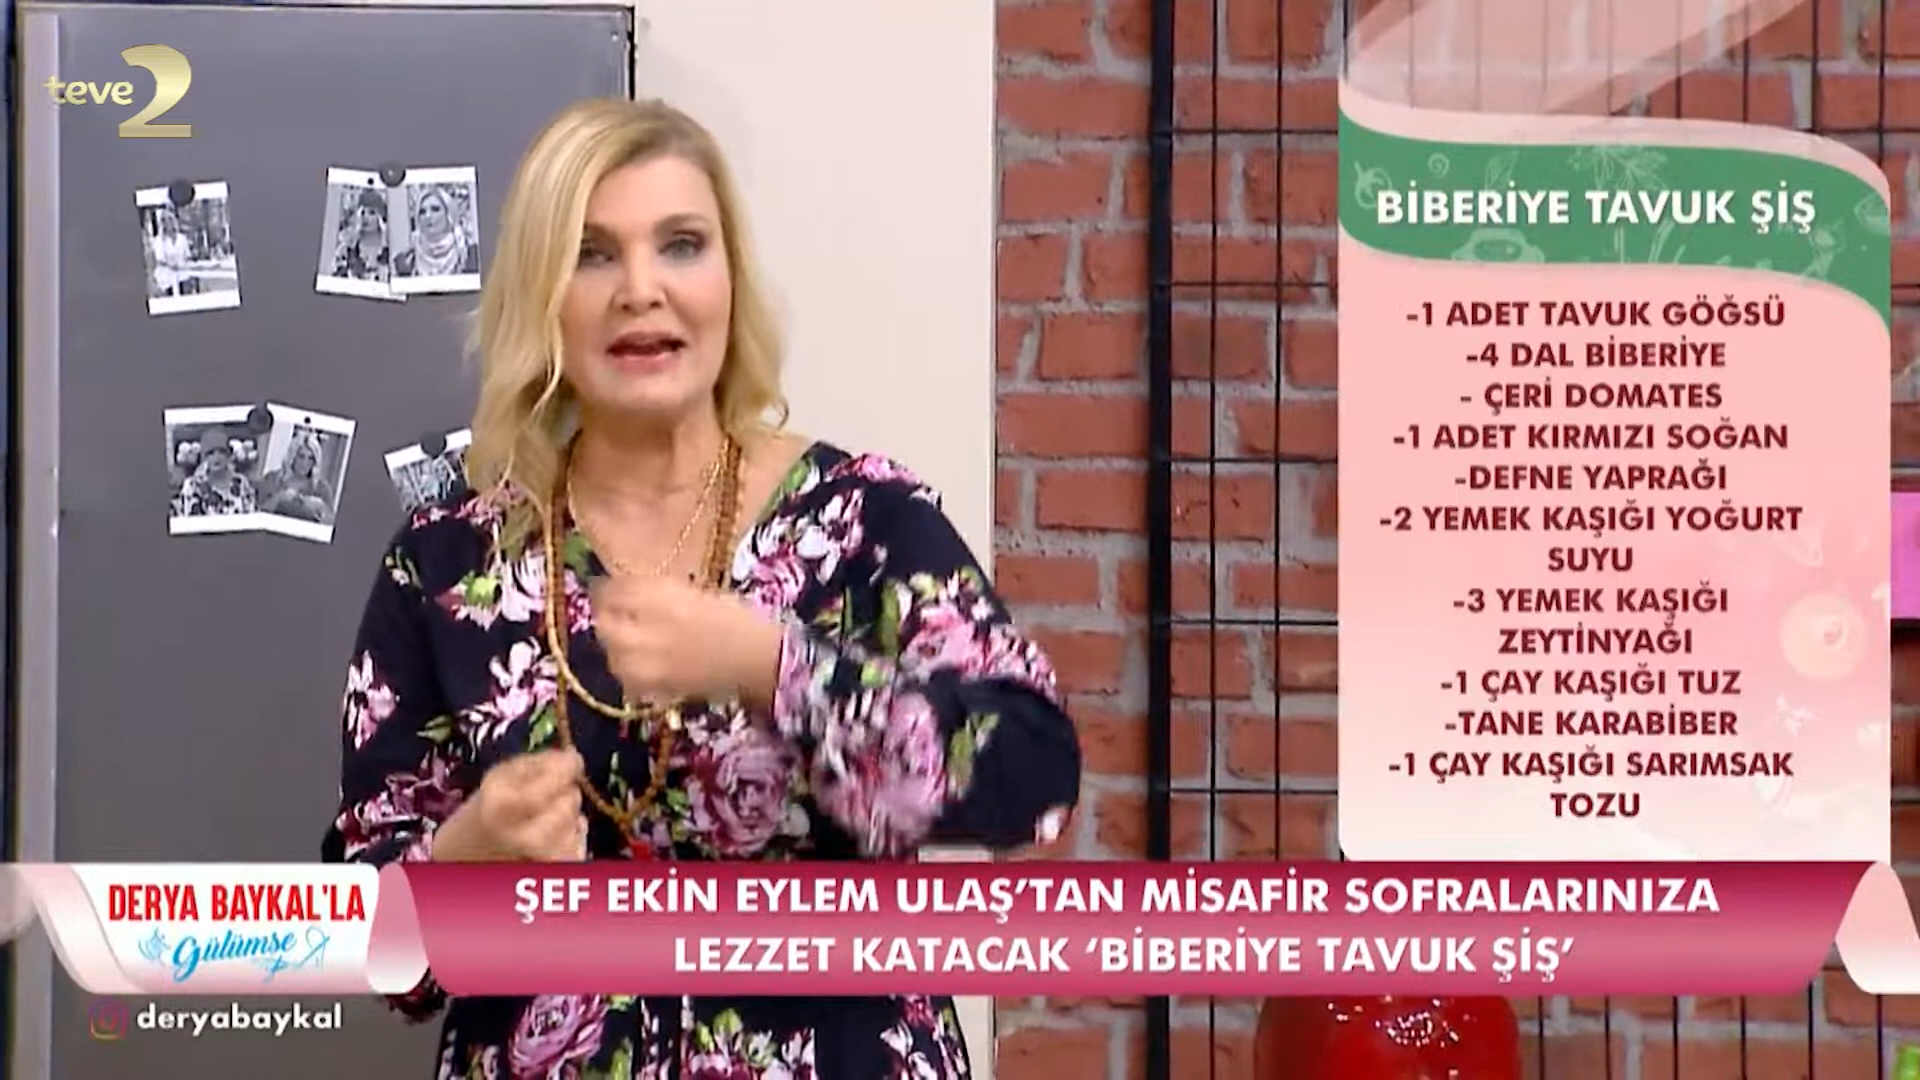 teve2
BİBERİYE TAVUK ŞİŞ
-1 ADET TAVUK GÖĞSÜ
-4 DAL BİBERİYE
- ÇERİ DOMATES
-1 ADET KIRMIZI SOĞAN
-DEFNE YAPRAĞI
-2 YEMEK KAŞIĞI YOĞURT
SUYU
-3 YEMEK KAŞIĞI
ZEYTİNYAĞI
-1 ÇAY KAŞIĞI TUZ
-TANE KARABİBER
-1 ÇAY KAŞIĞI SARIMSAK
TOZU
DERYA BAYKAL'LA
Gülümse
ŞEF EKİN EYLEM ULAŞ'TAN MİSAFİR SOFRALARINIZA
LEZZET KATACAK ‘BİBERİYE TAVUK ŞİŞ’
deryabaykal